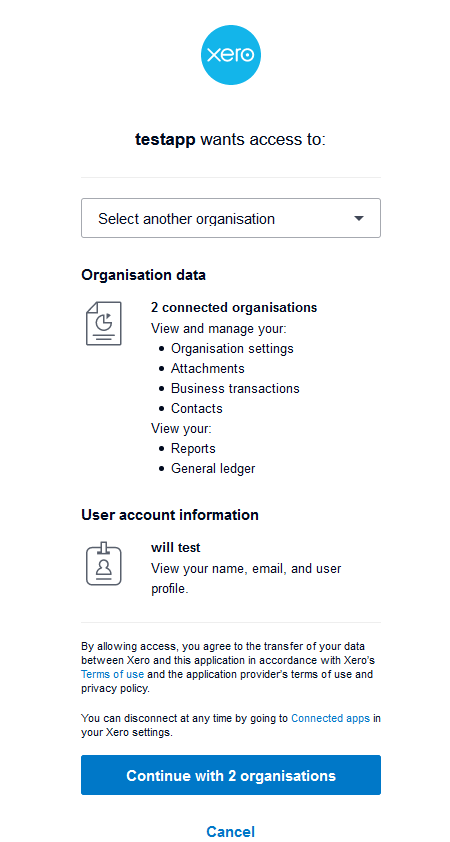 xero
testapp wants access to:
Select another organisation
Organisation data
2 connected organisations
View and manage your:
• Organisation settings
• Attachments
• Business transactions
• Contacts
View your:
• Reports
• General ledger
User account information
will test
View your name, email, and user
profile.
By allowing access, you agree to the transfer of your data
between Xero and this application in accordance with Xero's
Terms of use and the application provider's terms of use and
privacy policy.
You can disconnect at any time by going to Connected apps in
your Xero settings.
Continue with 2 organisations
Cancel